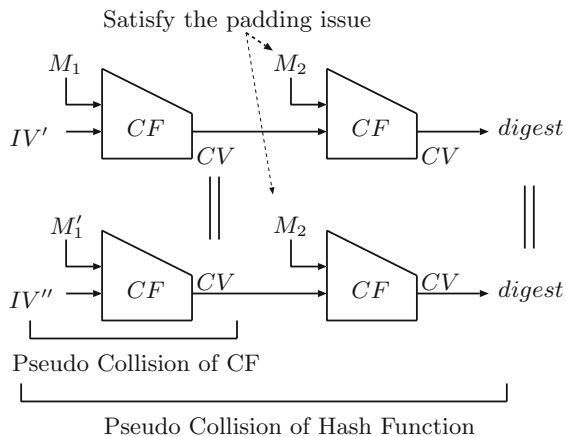 Satisfy the padding issue
M₁ M₂
IV′ CF CF digest
CV CV
M₁′ M₂
IV″ CF CV CF CV digest
Pseudo Collision of CF
Pseudo Collision of Hash Function